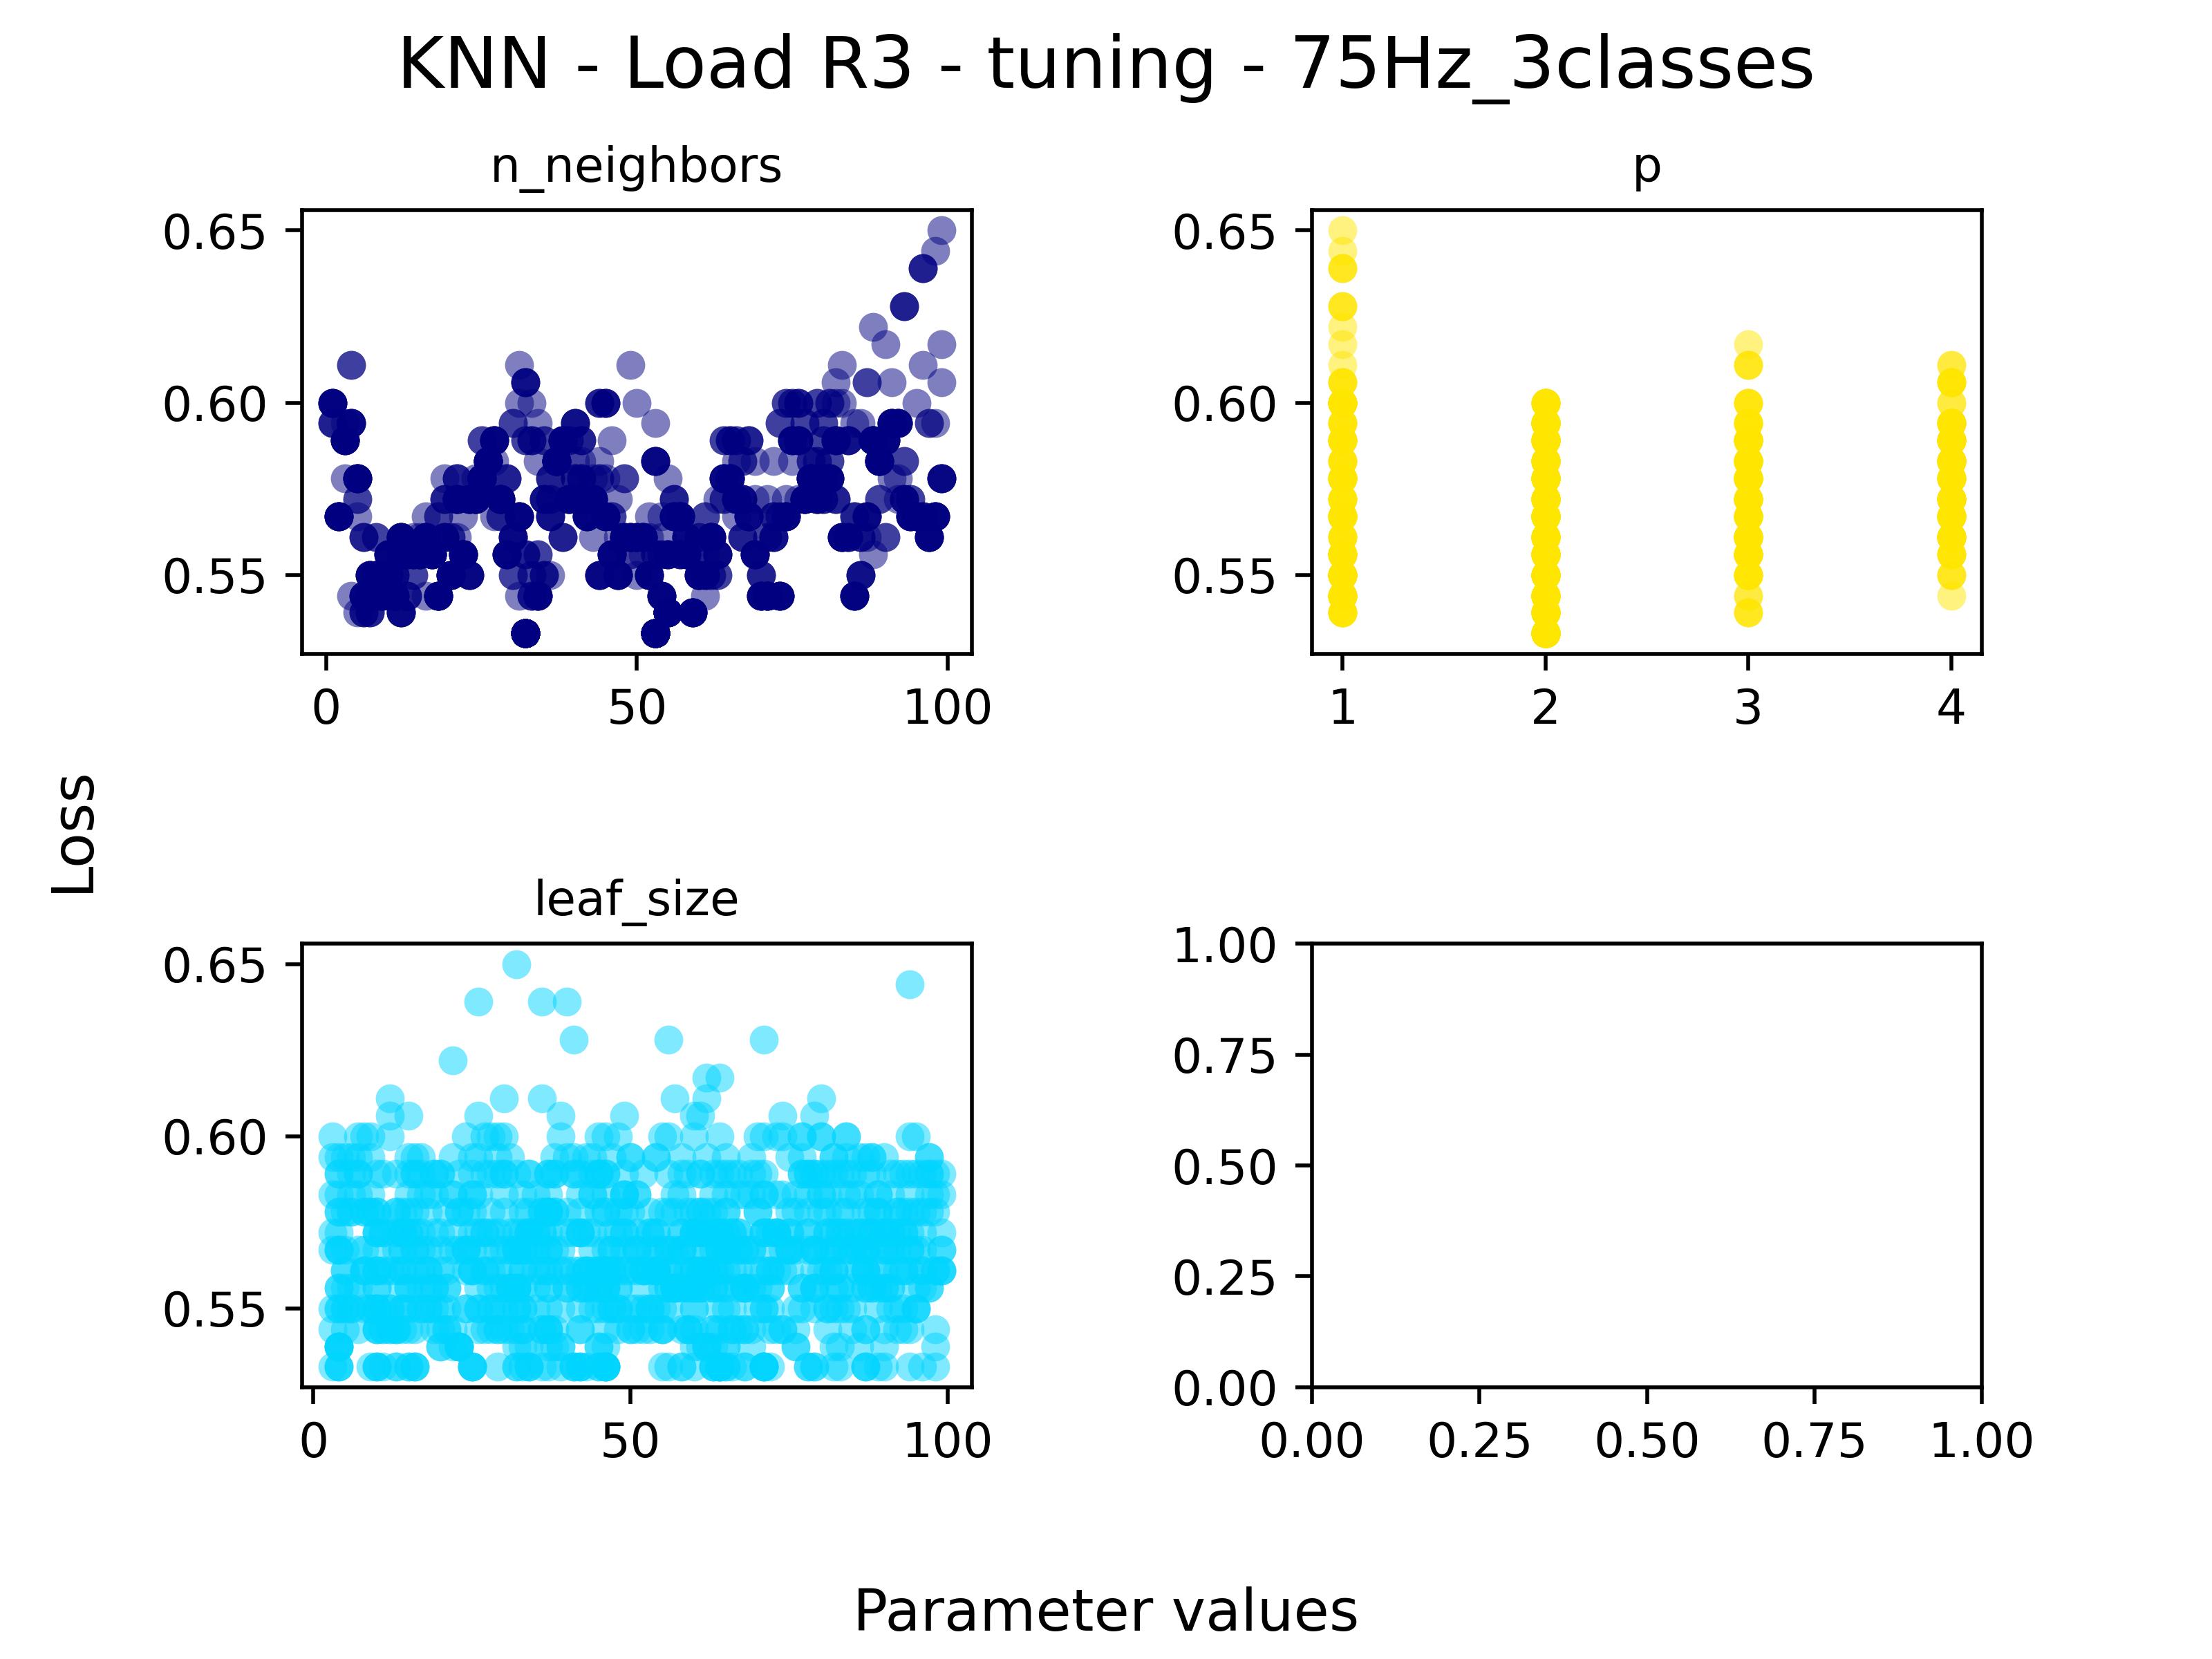 KNN - Load R3 - tuning - 75Hz_3classes
n_neighbors
0.65
0.60
0.55
0 50 100
p
0.65
0.60
0.55
1 2 3 4
Loss
leaf_size
0.65
0.60
0.55
0 50 100
1.00
0.75
0.50
0.25
0.00
0.00 0.25 0.50 0.75 1.00
Parameter values